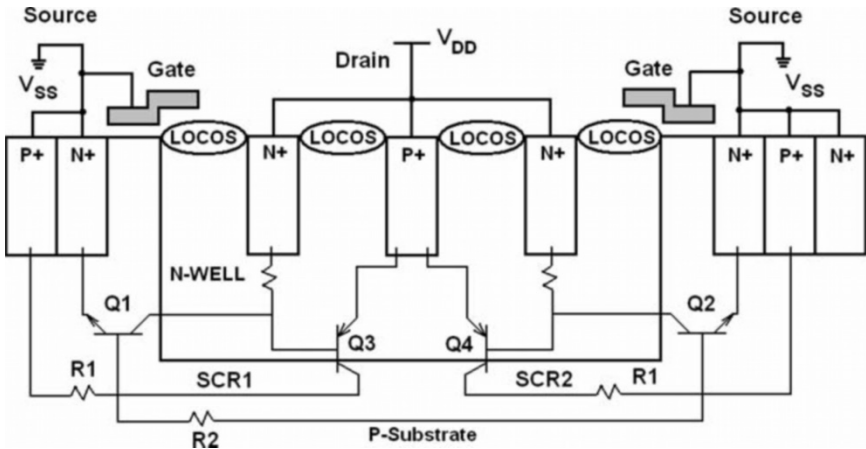 Source
Source
V_DD
Drain
Gate
Gate
V_SS
V_SS
LOCOS
LOCOS
LOCOS
LOCOS
P+
N+
N+
P+
N+
N+
P+
N+
N-WELL
Q1
Q2
Q3
Q4
R1
SCR1
SCR2
R1
R2
P-Substrate